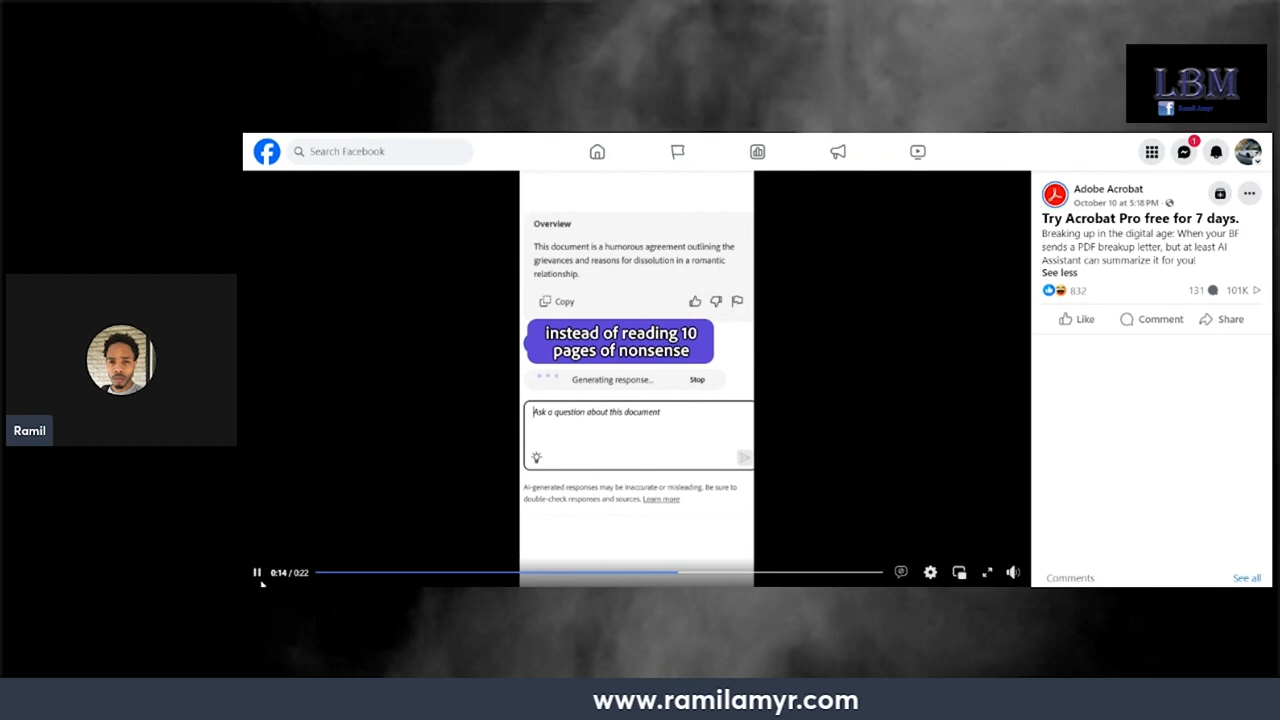 LBM
Ramil Amyr
Search Facebook
1
Adobe Acrobat
October 10 at 5:18 PM ·
Try Acrobat Pro free for 7 days.
Breaking up in the digital age: When your BF
sends a PDF breakup letter, but at least AI
Assistant can summarize it for you!
See less
832
131
101K
Like
Comment
Share
Overview
This document is a humorous agreement outlining the
grievances and reasons for dissolution in a romantic
relationship.
Copy
instead of reading 10
pages of nonsense
Generating response...
Stop
Ask a question about this document
AI-generated responses may be inaccurate or misleading. Be sure to
double-check responses and sources. Learn more
0:14 / 0:22
Comments
See all
Ramil
www.ramilamyr.com